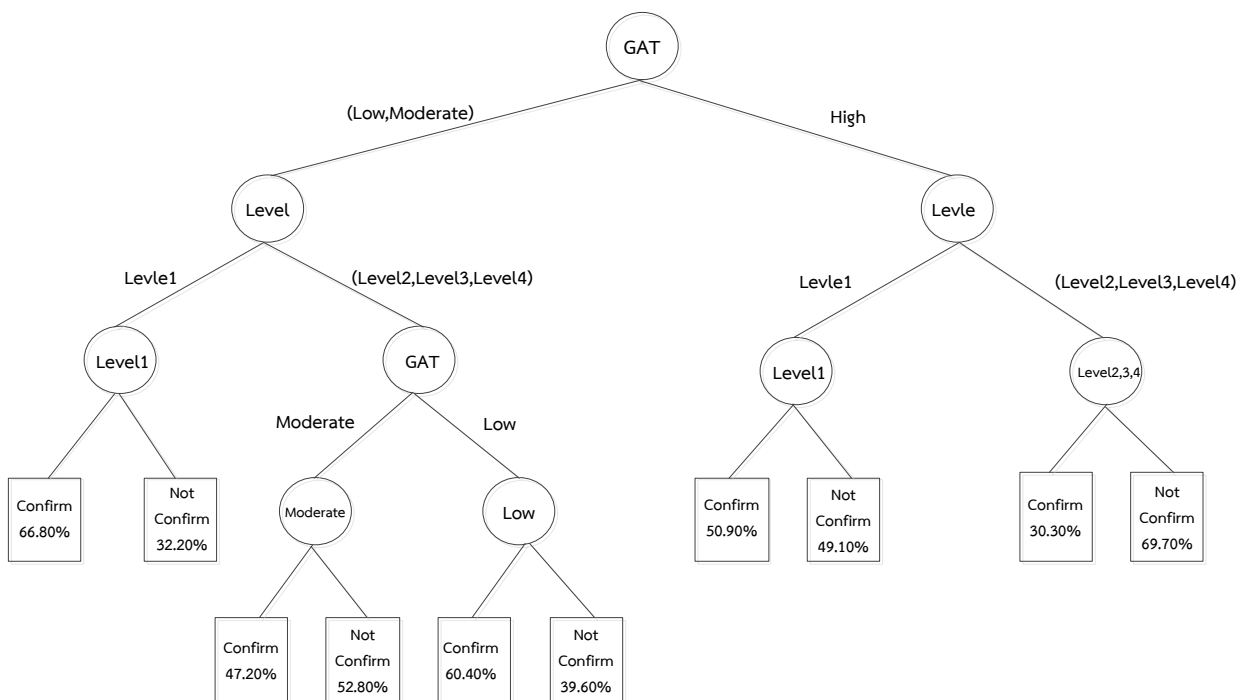 GAT
(Low,Moderate)
High
Level
Levle
Levle1
(Level2,Level3,Level4)
Levle1
(Level2,Level3,Level4)
Level1
GAT
Level1
Level2,3,4
Moderate
Low
Confirm
66.80%
Not
Confirm
32.20%
Moderate
Low
Confirm
50.90%
Not
Confirm
49.10%
Confirm
30.30%
Not
Confirm
69.70%
Confirm
47.20%
Not
Confirm
52.80%
Confirm
60.40%
Not
Confirm
39.60%